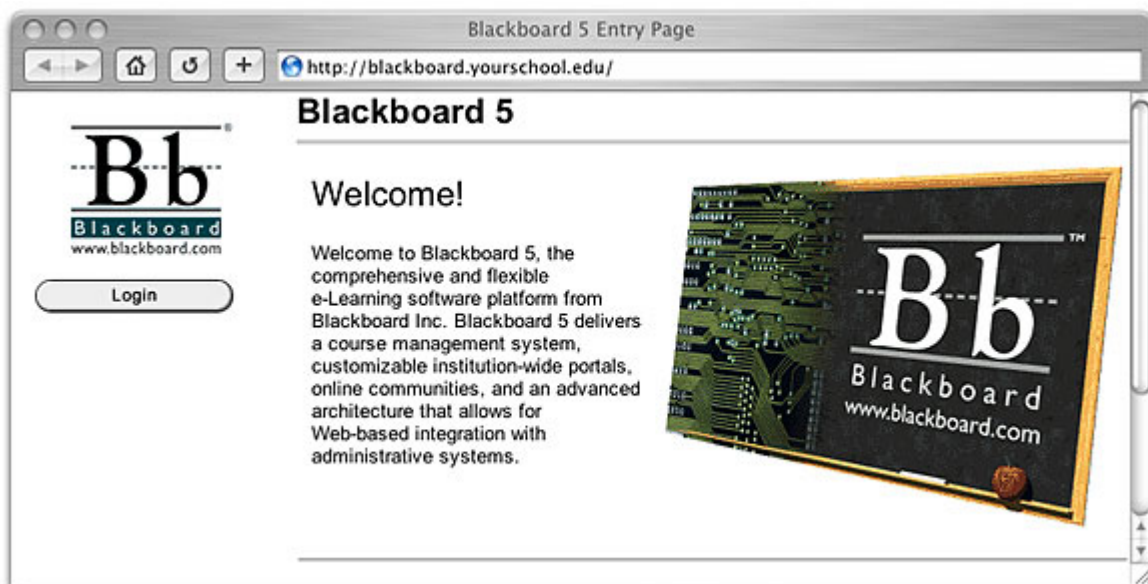 Blackboard 5 Entry Page
http://blackboard.yourschool.edu/
Bb®
Blackboard
www.blackboard.com
Login
Blackboard 5
Welcome!
Welcome to Blackboard 5, the
comprehensive and flexible
e-Learning software platform from
Blackboard Inc. Blackboard 5 delivers
a course management system,
customizable institution-wide portals,
online communities, and an advanced
architecture that allows for
Web-based integration with
administrative systems.
Bb™
Blackboard
www.blackboard.com